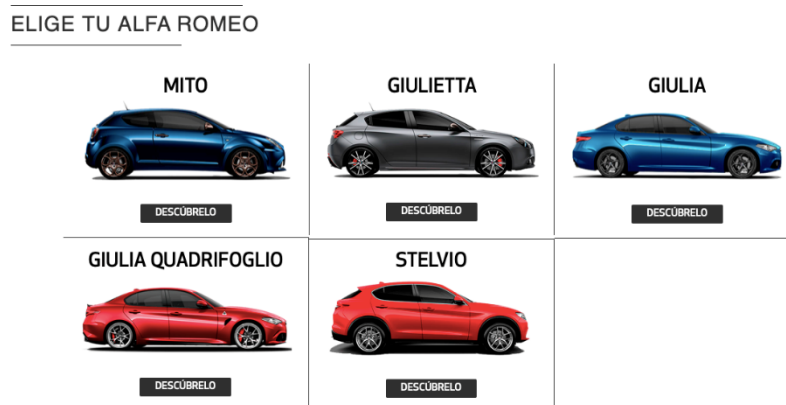 ELIGE TU ALFA ROMEO
MITO
GIULIETTA
GIULIA
DESCÚBRELO
DESCÚBRELO
DESCÚBRELO
GIULIA QUADRIFOGLIO
STELVIO
DESCÚBRELO
DESCÚBRELO